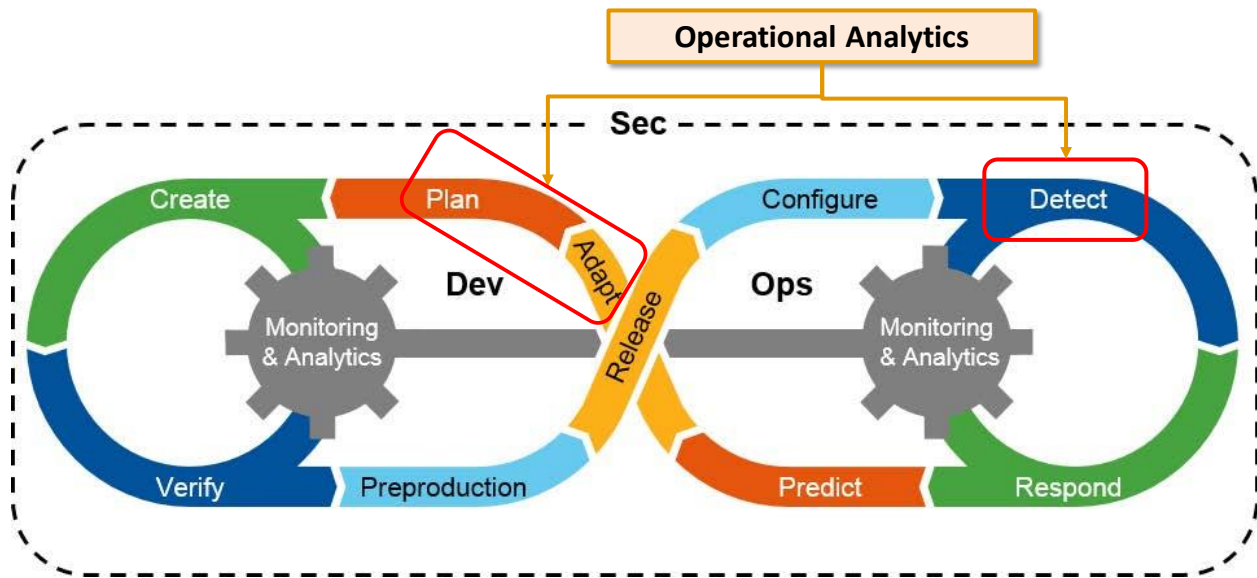 Operational Analytics
Sec
Create
Plan
Configure
Detect
Adapt
Dev
Ops
Release
Monitoring
& Analytics
Monitoring
& Analytics
Verify
Preproduction
Predict
Respond